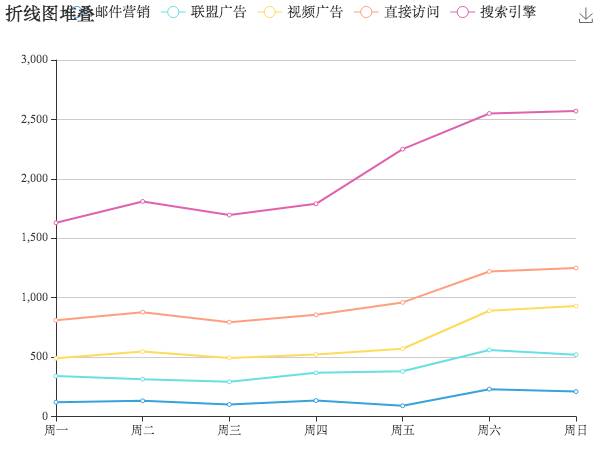 折线图堆叠
邮件营销 联盟广告 视频广告 直接访问 搜索引擎
3,000
2,500
2,000
1,500
1,000
500
0
周一 周二 周三 周四 周五 周六 周日